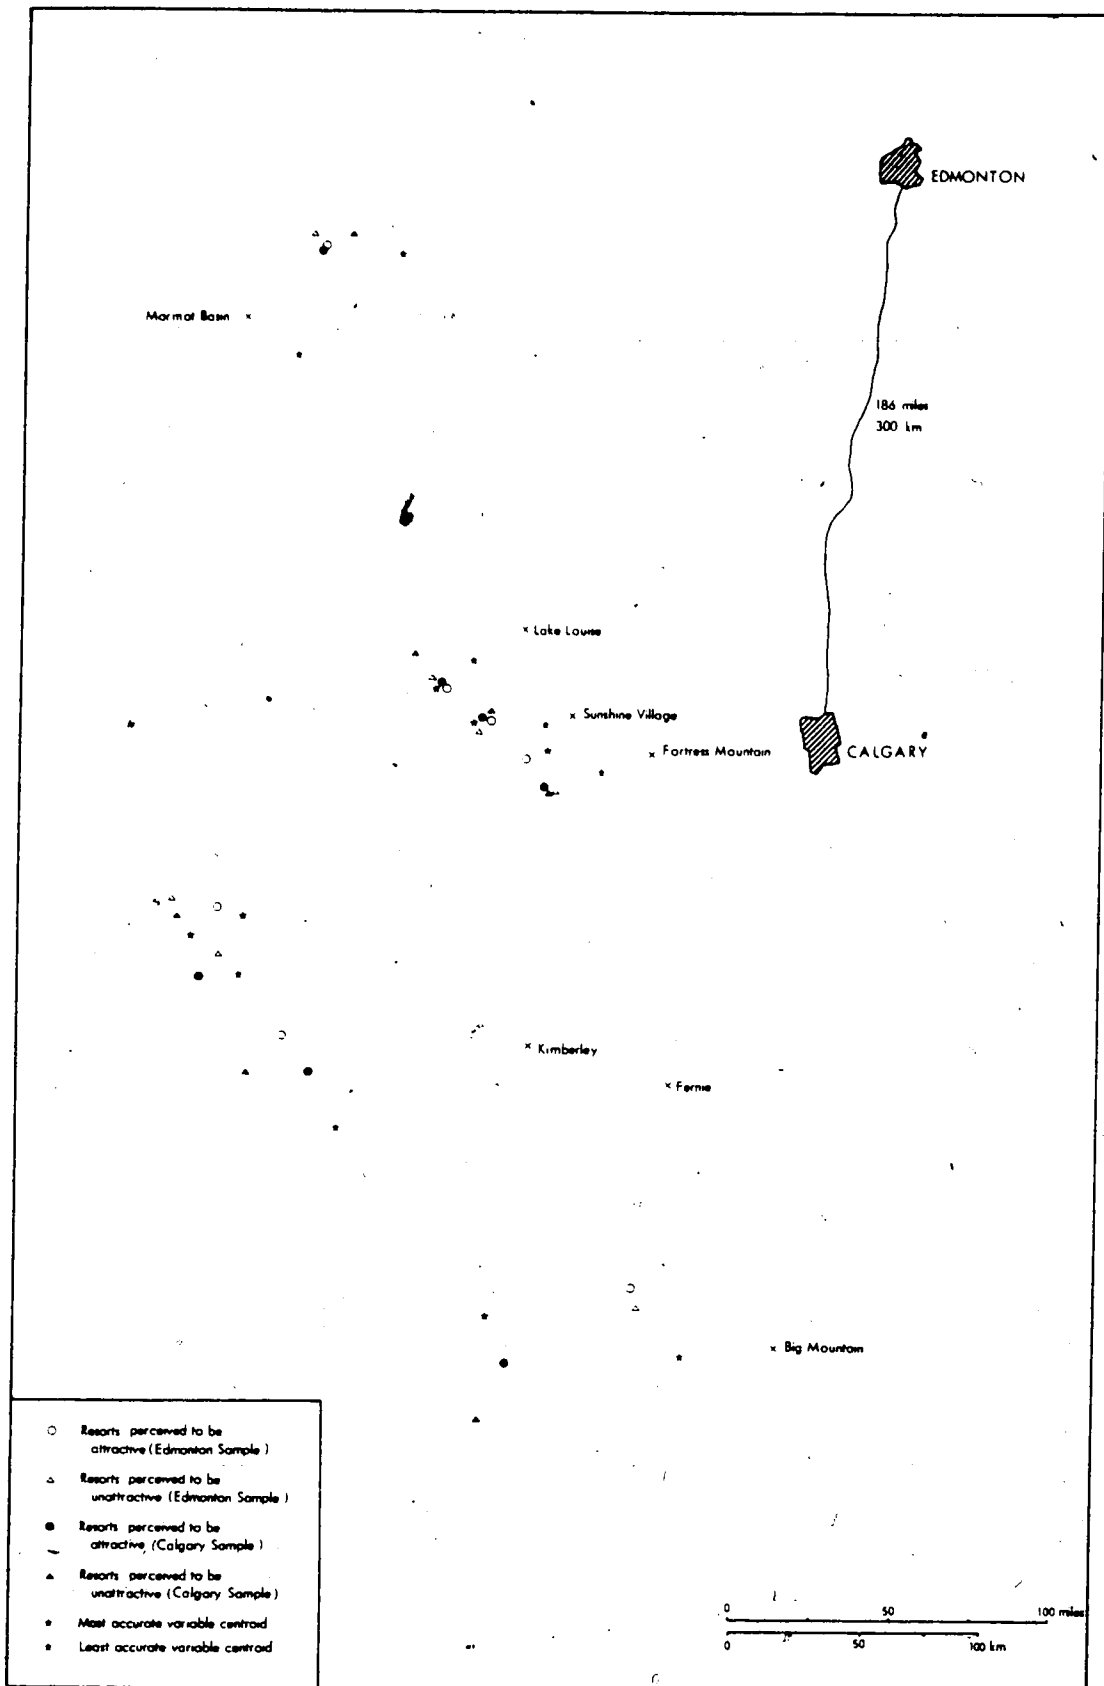 EDMONTON
Marmot Basin
186 miles
300 km
Lake Louise
Sunshine Village
Fortress Mountain
CALGARY
Kimberley
Fernie
Big Mountain
Resorts perceived to be
attractive (Edmonton Sample)
Resorts perceived to be
unattractive (Edmonton Sample)
Resorts perceived to be
attractive (Calgary Sample)
Resorts perceived to be
unattractive (Calgary Sample)
Most accurate variable centroid
Least accurate variable centroid
0 50 100 miles
0 50 100 km